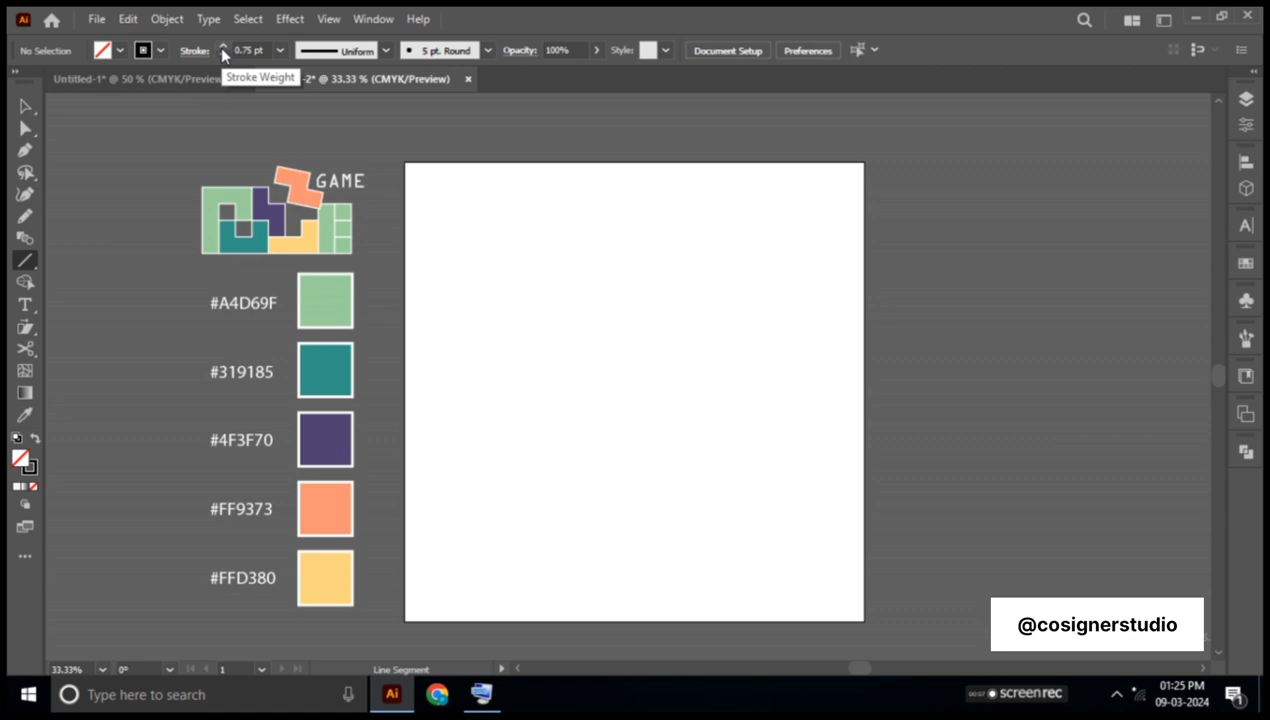 Ai File Edit Object Type Select Effect View Window Help
No Selection Stroke: 0.75 pt Uniform 5 pt. Round Opacity: 100% Style: Document Setup Preferences
Untitled-1* @ 50 % (CMYK/Preview -2* @ 33.33 % (CMYK/Preview) ×
Stroke Weight
GAME
#A4D69F
#319185
#4F3F70
#FF9373
#FFD380
@cosignerstudio
33.33% 0° 1 Line Segment
Type here to search Ai screenrec 01:25 PM
09-03-2024